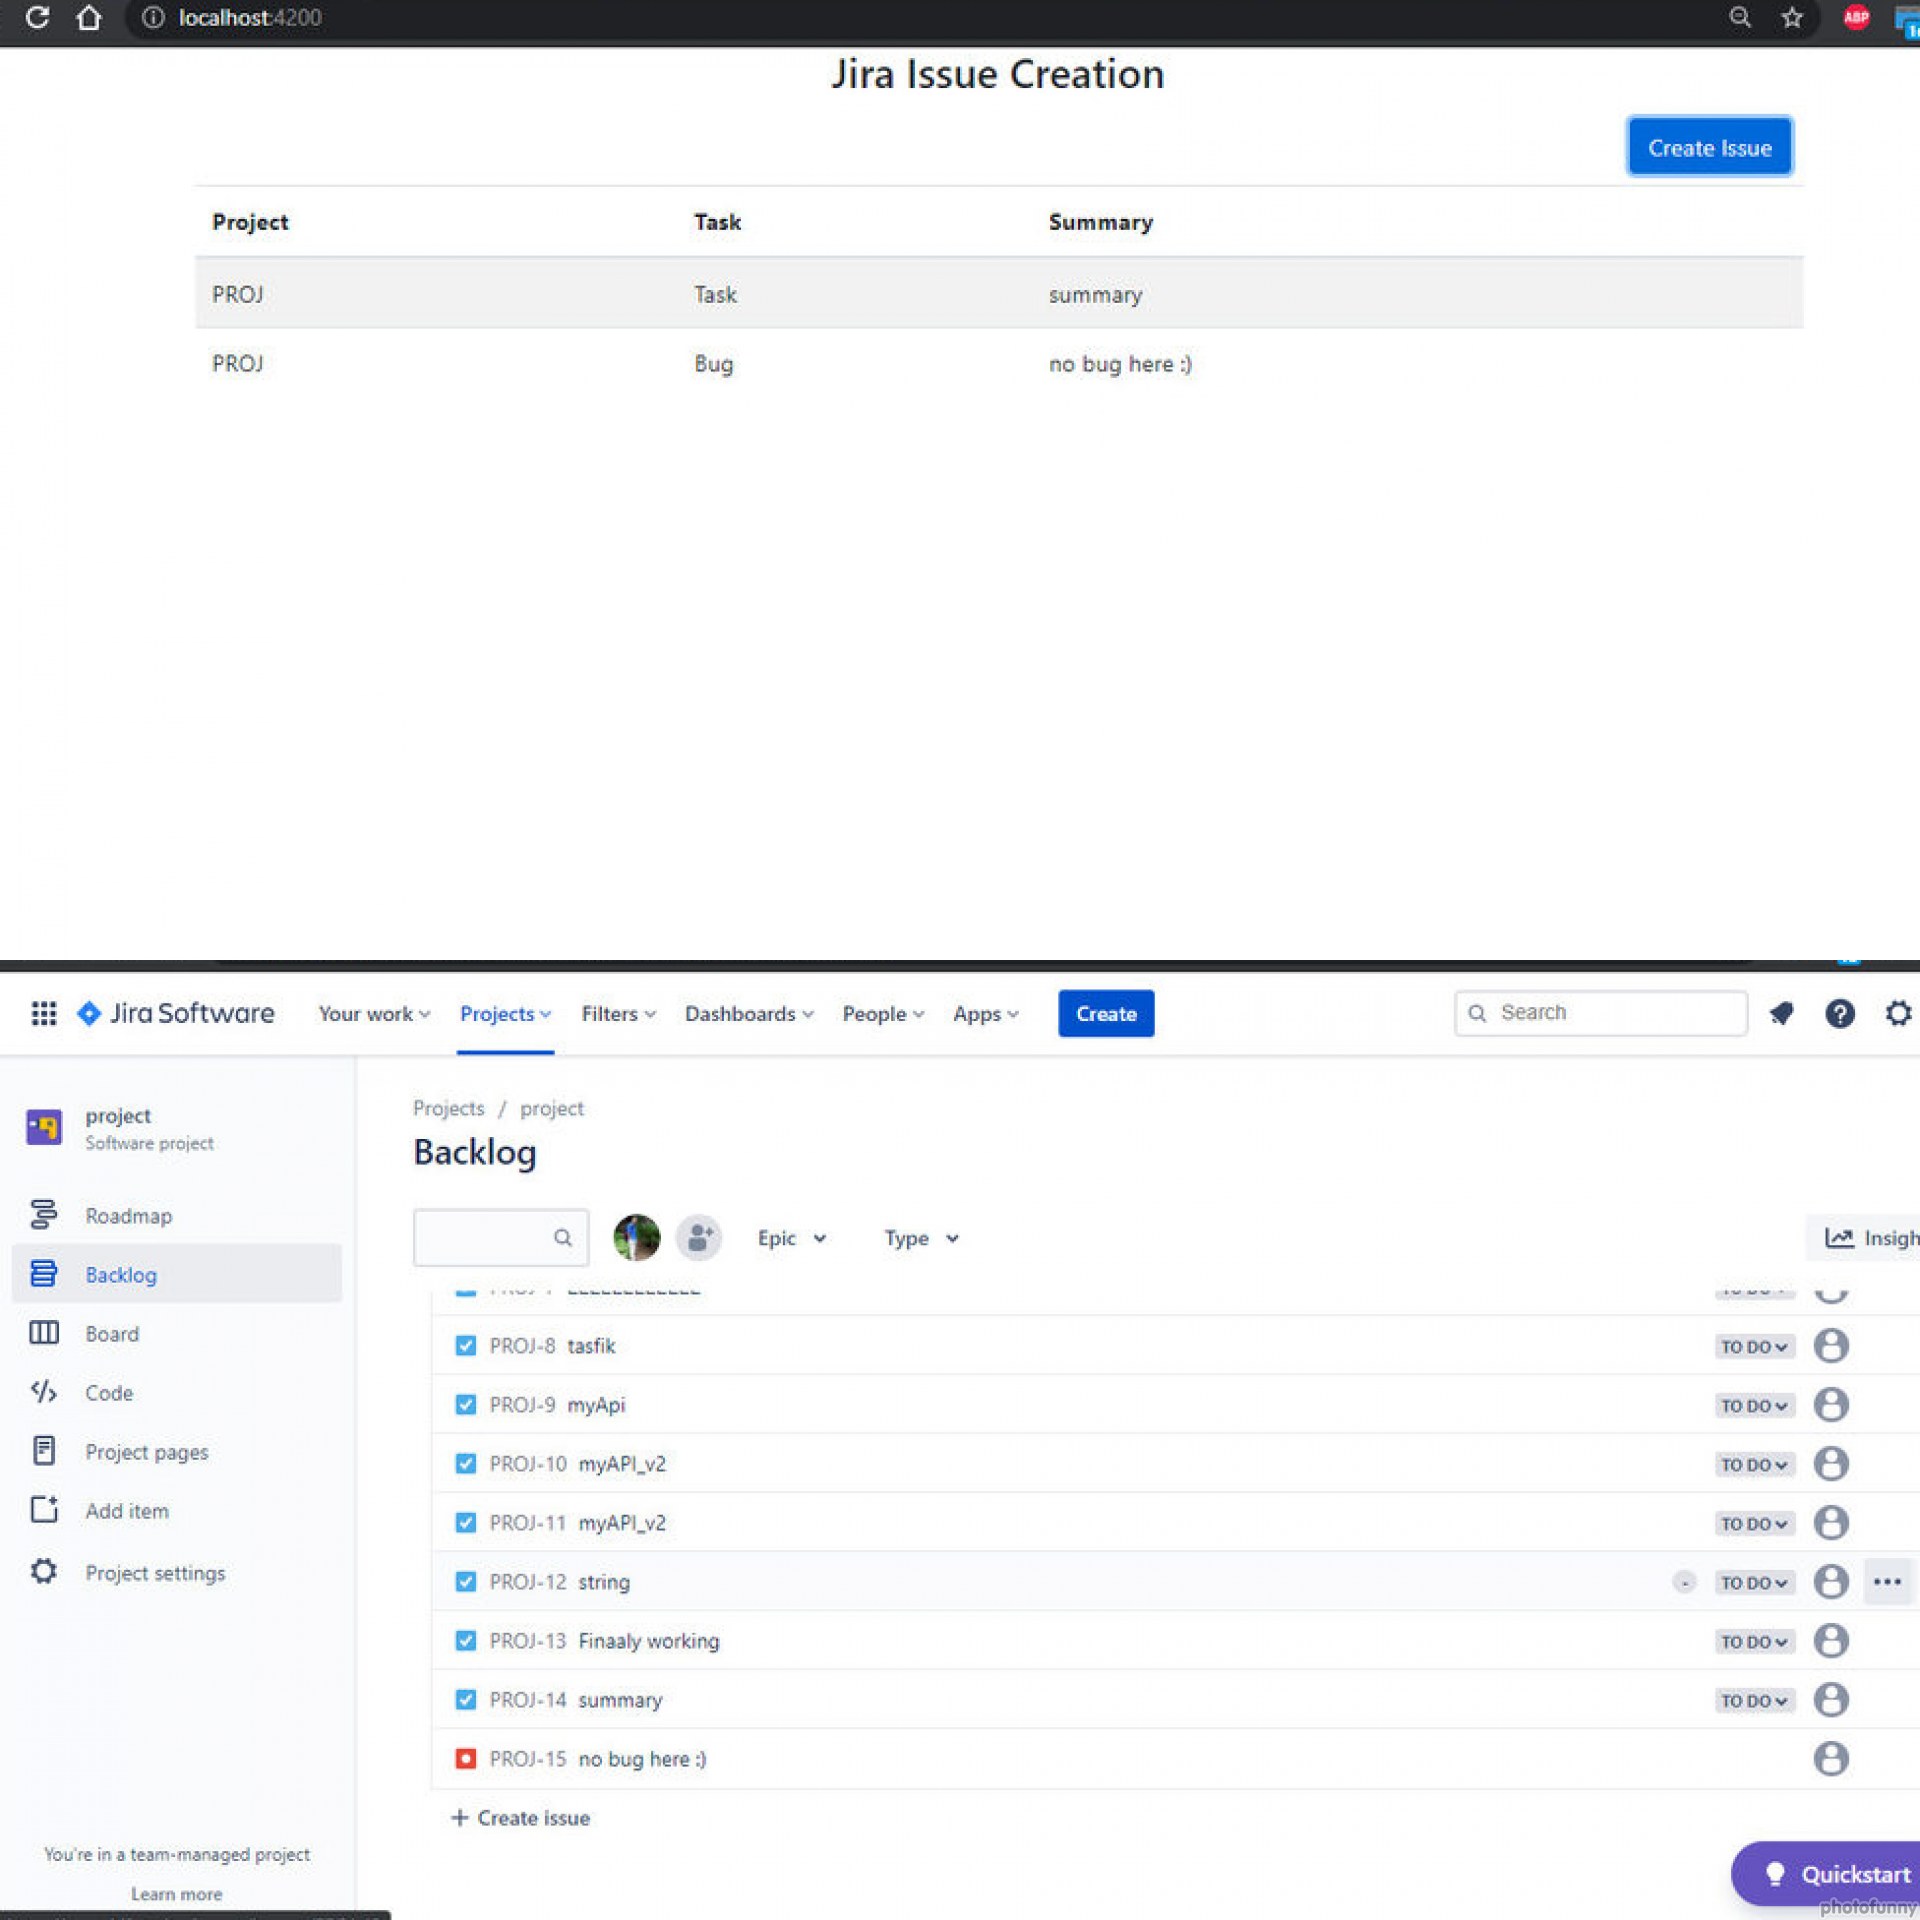 localhost:4200
ABP
Jira Issue Creation
Create Issue
Project Task Summary
PROJ Task summary
PROJ Bug no bug here :)
Jira Software Your work Projects Filters Dashboards People Apps Create Search
project
Software project
Roadmap
Backlog
Board
Code
Project pages
Add item
Project settings
You're in a team-managed project
Learn more
Projects / project
Backlog
Epic Type Insigh
PROJ-8 tasfik TO DO
PROJ-9 myApi TO DO
PROJ-10 myAPI_v2 TO DO
PROJ-11 myAPI_v2 TO DO
PROJ-12 string - TO DO
PROJ-13 Finaaly working TO DO
PROJ-14 summary TO DO
PROJ-15 no bug here :)
+ Create issue
Quickstart
photofunny